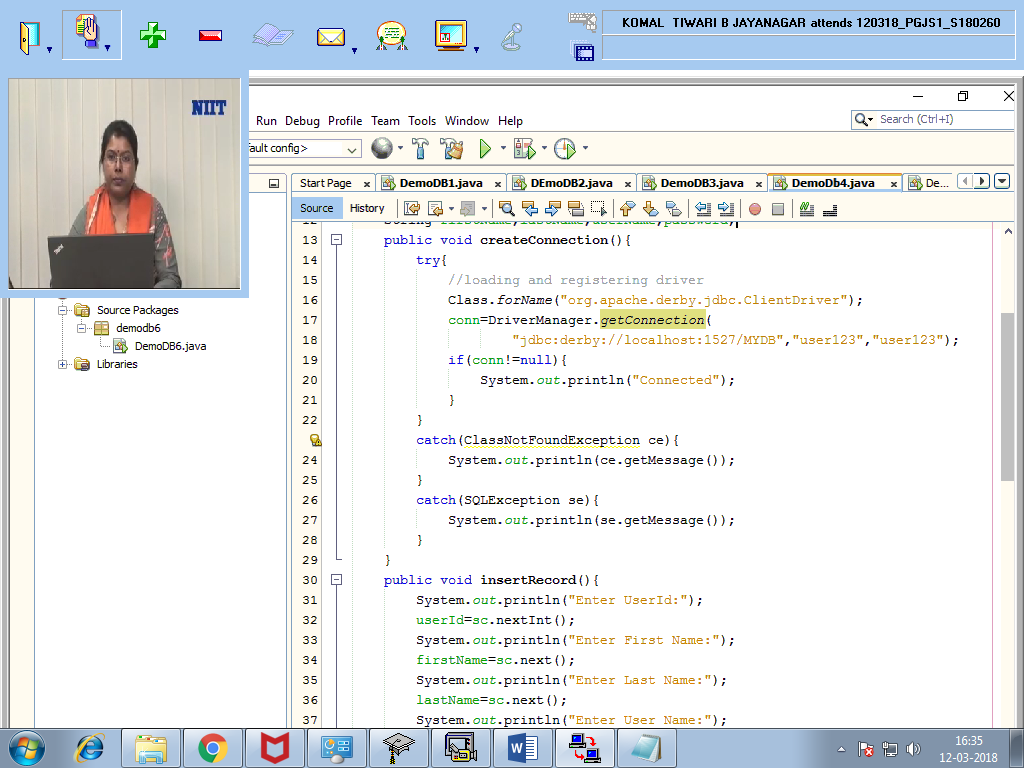 KOMAL TIWARI B JAYANAGAR attends 120318_PGJS1_S180260
NIIT
Run Debug Profile Team Tools Window Help
Search (Ctrl+I)
ault config>
Start Page
DemoDB1.java
DEmoDB2.java
DemoDB3.java
DemoDb4.java
De...
Source History
Source Packages
demodb6
DemoDB6.java
Libraries
12 String firstName,lastName,userName,password;
13 public void createConnection(){
14 try{
15 //loading and registering driver
16 Class.forName("org.apache.derby.jdbc.ClientDriver");
17 conn=DriverManager.getConnection(
18 "jdbc:derby://localhost:1527/MYDB","user123","user123");
19 if(conn!=null){
20 System.out.println("Connected");
21 }
22 }
catch(ClassNotFoundException ce){
24 System.out.println(ce.getMessage());
25 }
26 catch(SQLException se){
27 System.out.println(se.getMessage());
28 }
29 }
30 public void insertRecord(){
31 System.out.println("Enter UserId:");
32 userId=sc.nextInt();
33 System.out.println("Enter First Name:");
34 firstName=sc.next();
35 System.out.println("Enter Last Name:");
36 lastName=sc.next();
37 System.out.println("Enter User Name:");
16:35
12-03-2018